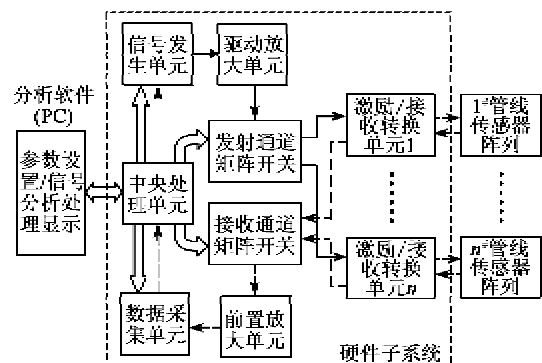 信号发
生单元
驱动放
大单元
分析软件
(PC)
参数设
置/信号
分析处
理显示
中央处
理单元
发射通道
矩阵开关
接收通道
矩阵开关
激励/接
收转换
单元1
1#管线
传感器
阵列
激励/接
收转换
单元n
n#管线
传感器
阵列
数据采
集单元
前置放
大单元
硬件子系统